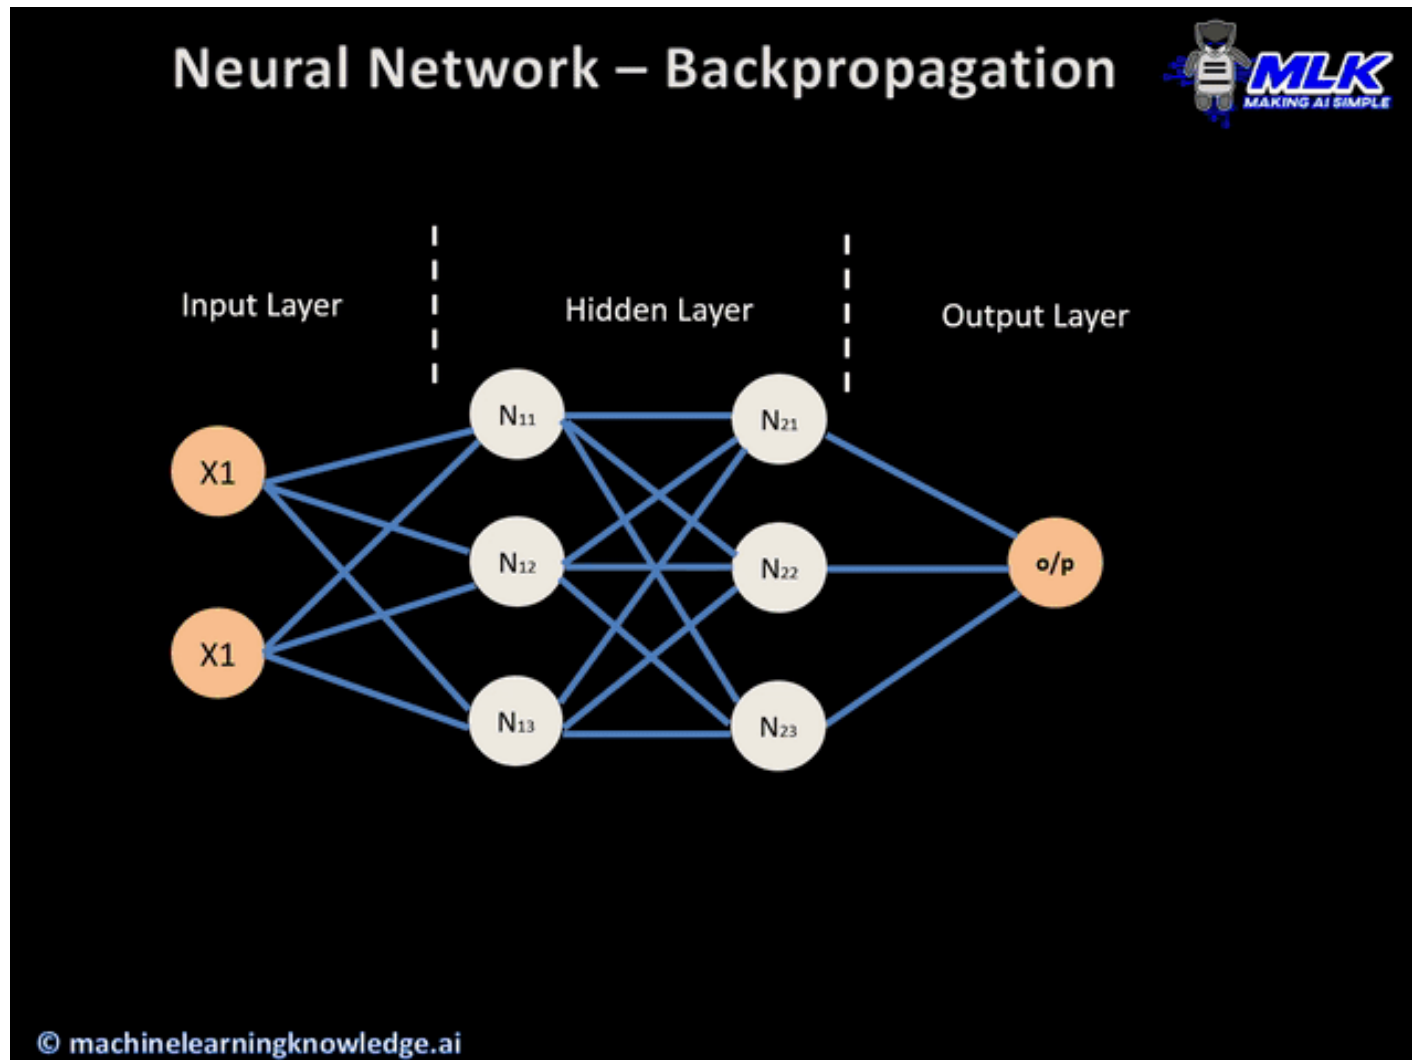 Neural Network – Backpropagation
MLK
MAKING AI SIMPLE
Input Layer
Hidden Layer
Output Layer
N₁₁
N₂₁
X1
N₁₂
N₂₂
o/p
X1
N₁₃
N₂₃
© machinelearningknowledge.ai